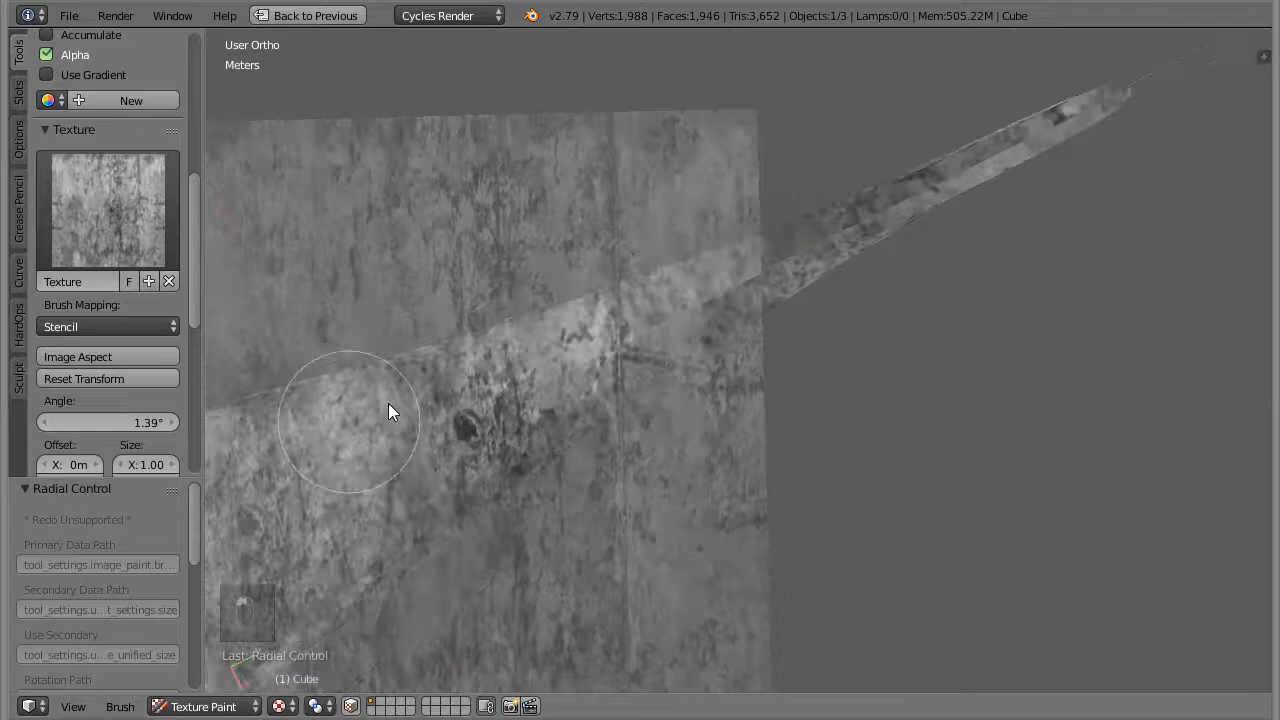 File Render Window Help Back to Previous Cycles Render v2.79 | Verts:1,988 | Faces:1,946 | Tris:3,652 | Objects:1/3 | Lamps:0/0 | Mem:505.22M | Cube
User Ortho
Meters
Tools
Slots
Options
Grease Pencil
Curve
HardOps
Sculpt
Accumulate
Alpha
Use Gradient
New
Texture
Texture F
Brush Mapping:
Stencil
Image Aspect
Reset Transform
Angle:
1.39°
Offset: Size:
X: 0m X:1.00
Radial Control
* Redo Unsupported *
Primary Data Path
tool_settings.image_paint.br...
Secondary Data Path
tool_settings.u...t_settings.size
Use Secondary
tool_settings.u...e_unified_size
Rotation Path
Last: Radial Control
(1) Cube
View Brush Texture Paint